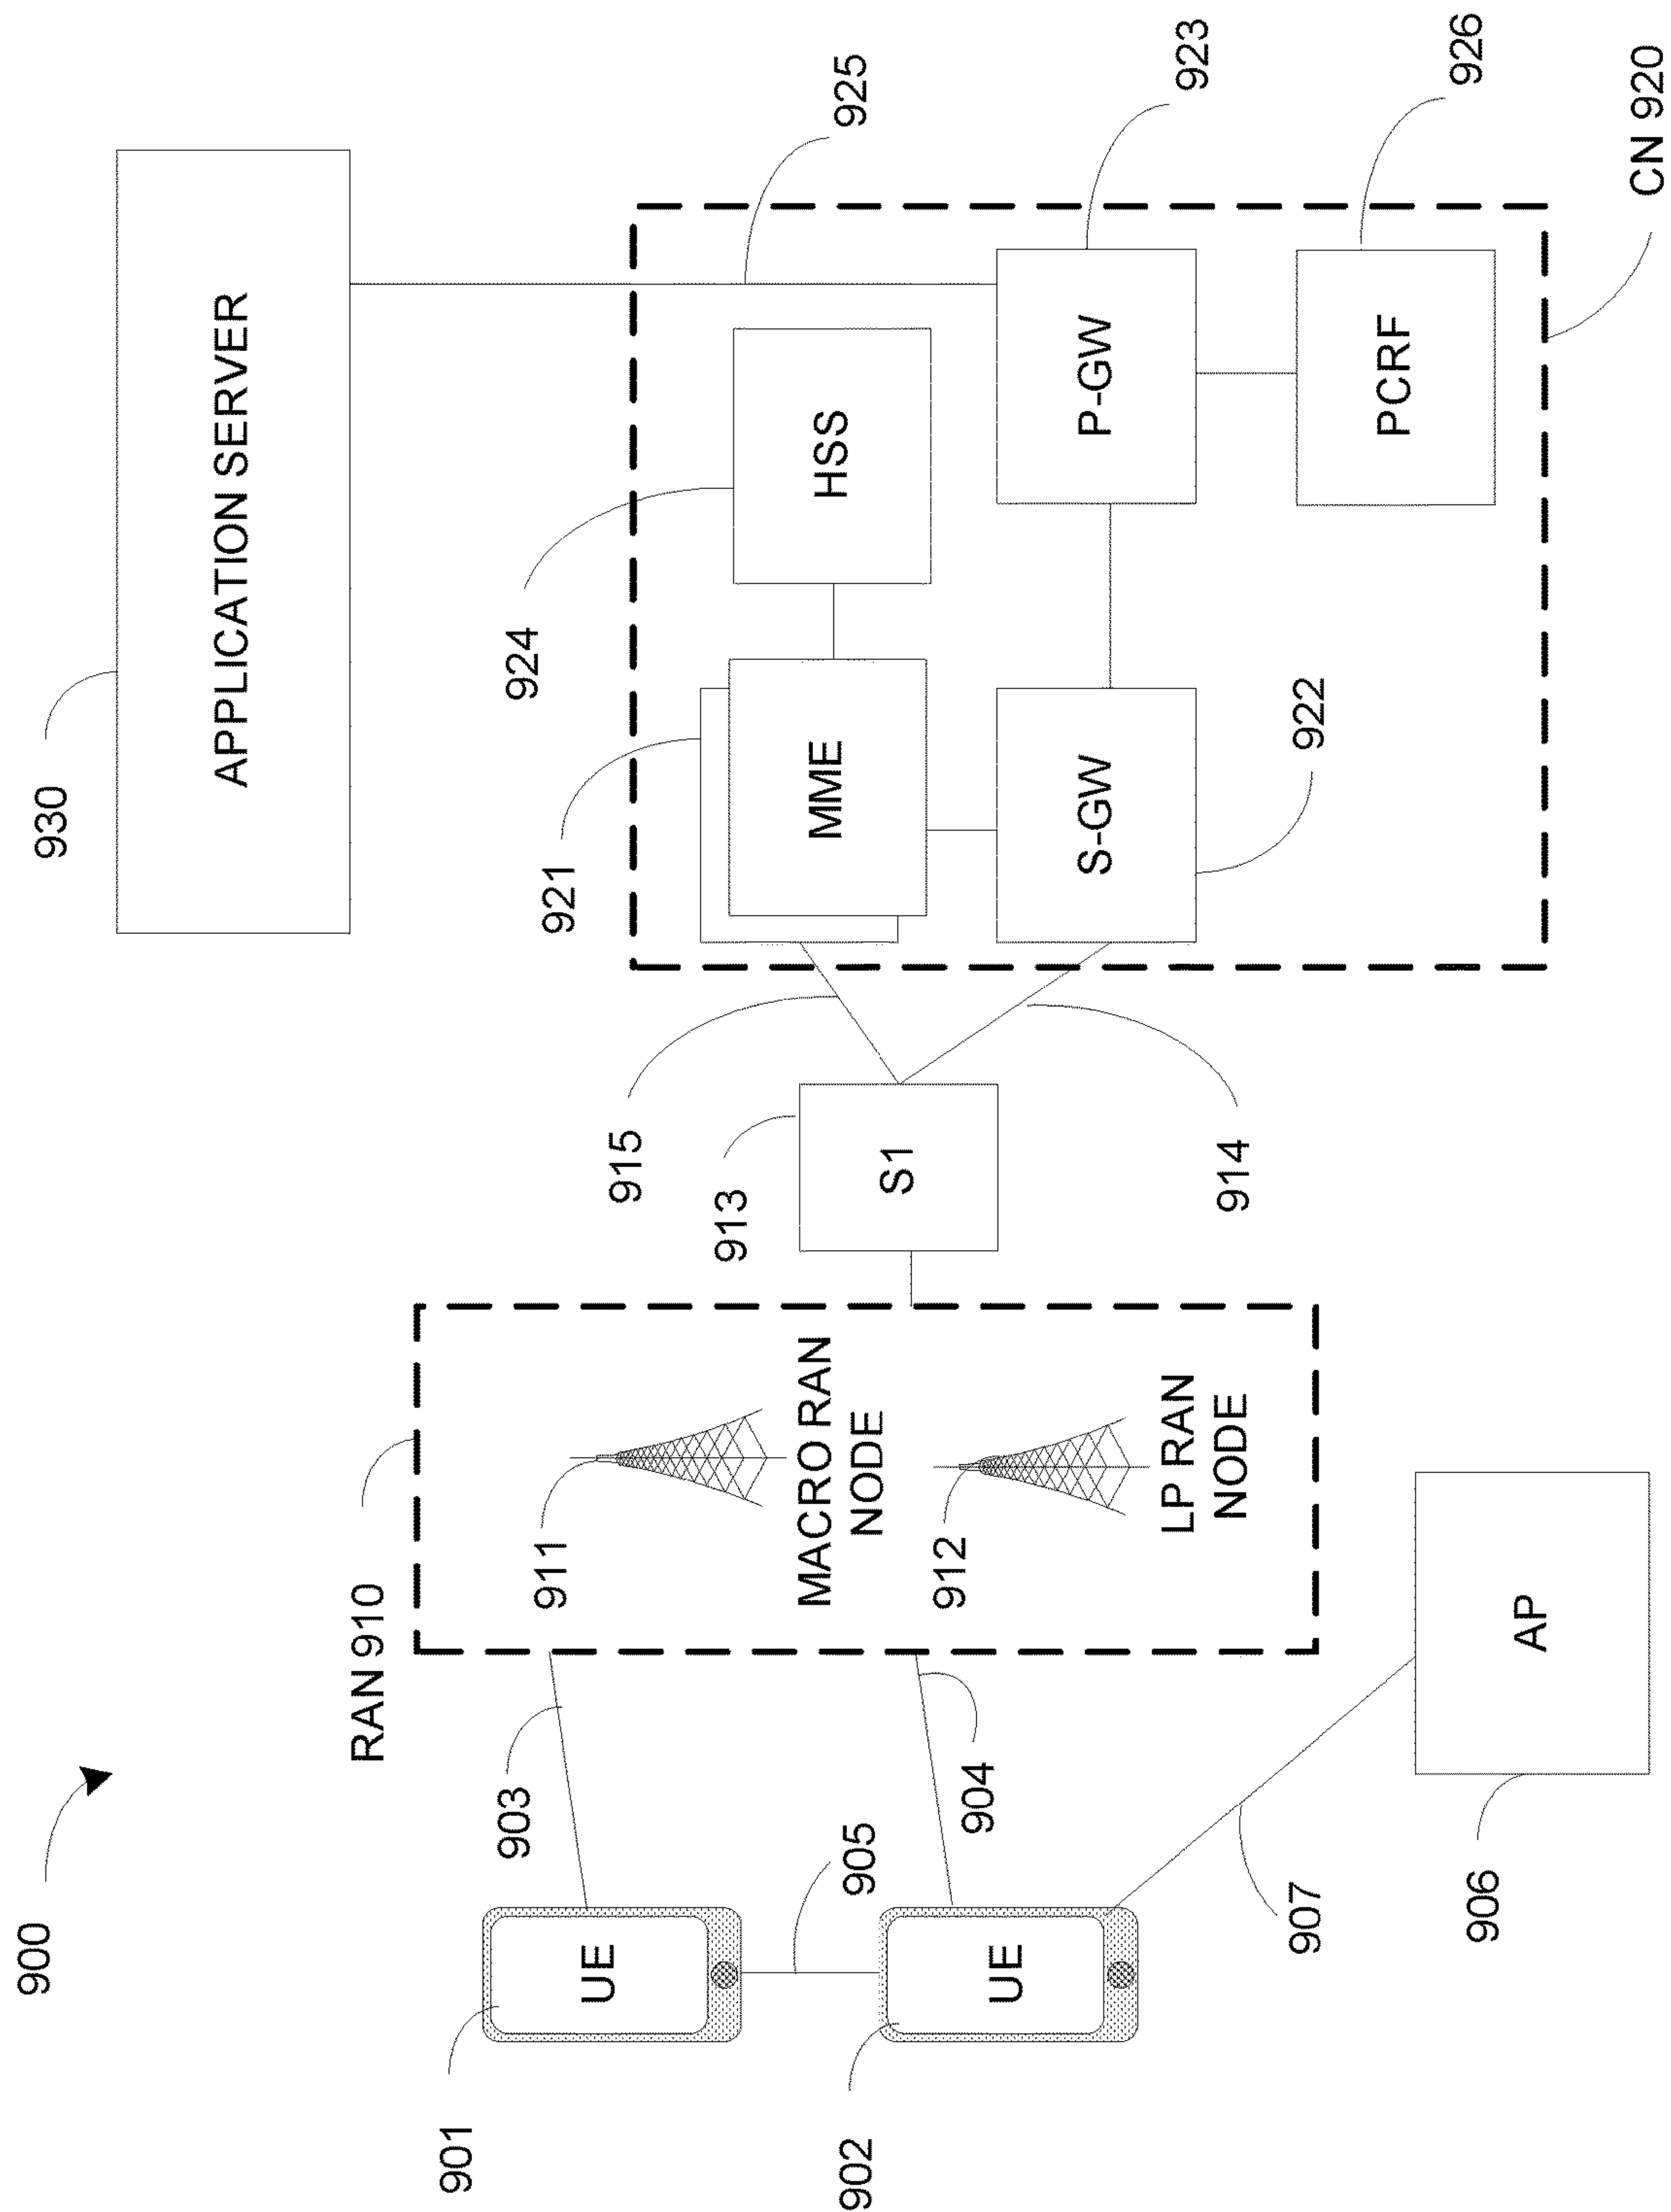 900
930
APPLICATION SERVER
RAN 910
901
UE
902
UE
903
904
905
907
906
AP
911
MACRO RAN
NODE
912
LP RAN
NODE
913
S1
915
914
921
MME
924
HSS
925
S-GW
922
P-GW
923
PCRF
926
CN 920